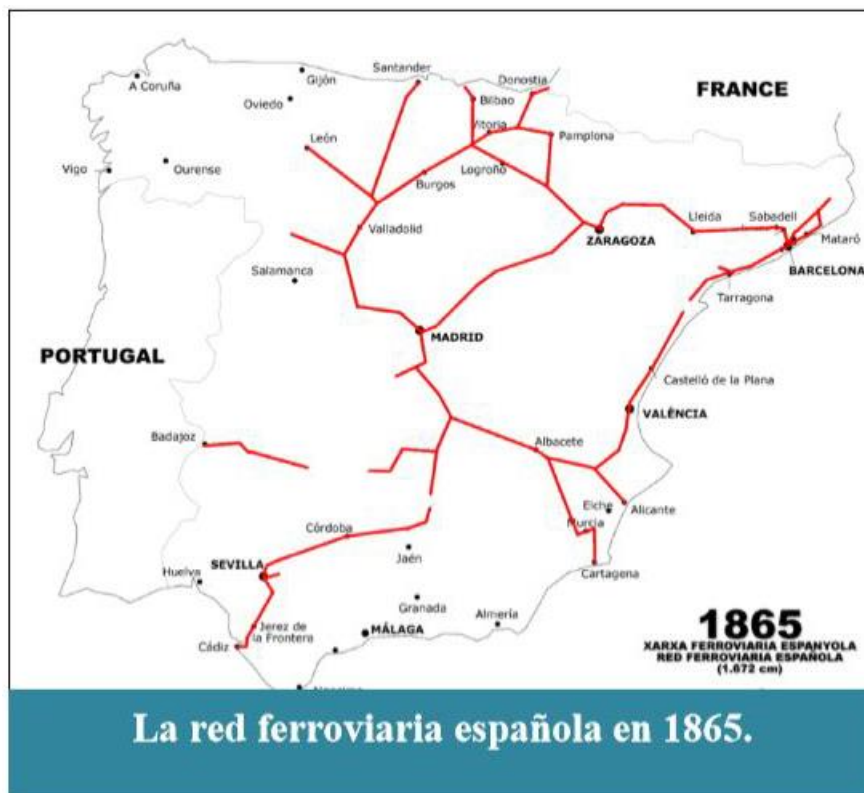 Santander
Donostia
Gijón
A Coruña
FRANCE
Bilbao
Oviedo
Vitoria
León
Pamplona
Vigo
Ourense
Logroño
Burgos
Lleida
Sabadell
Valladolid
ZARAGOZA
Mataró
Salamanca
BARCELONA
Tarragona
MADRID
PORTUGAL
Castelló de la Plana
VALÈNCIA
Badajoz
Albacete
Elche
Alicante
Córdoba
Murcia
Jaén
SEVILLA
Huelva
Cartagena
Granada
Almería
1865
Jerez de
la Frontera
MÁLAGA
XARXA FERROVIARIA ESPANYOLA
Cádiz
RED FERROVIARIA ESPAÑOLA
(1.672 cm)
La red ferroviaria española en 1865.